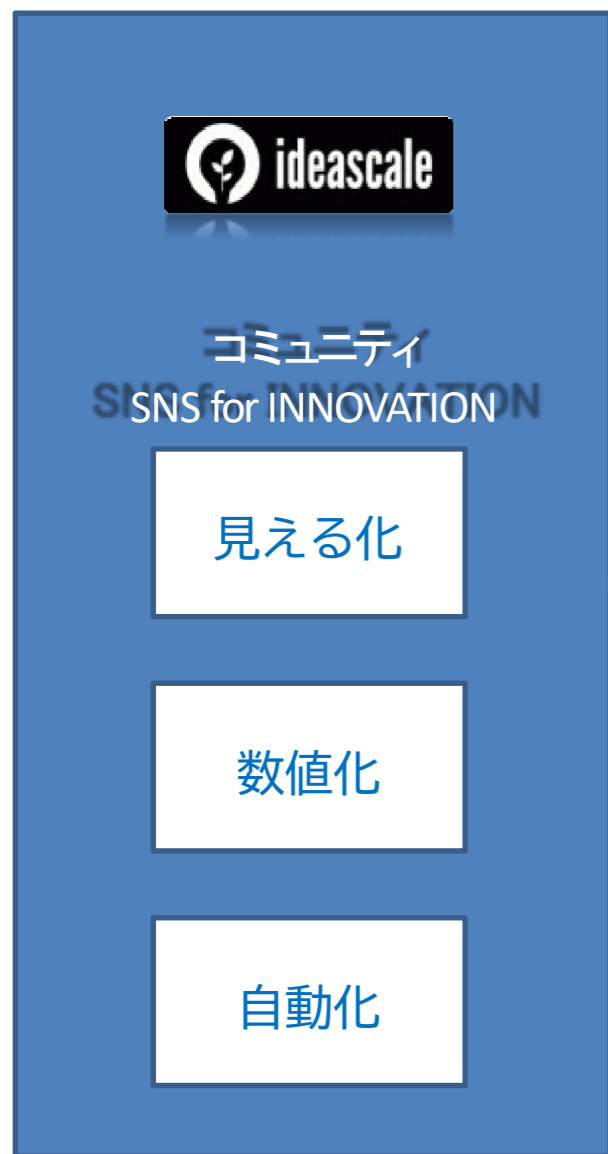 ideascale
コミュニティ
SNS for INNOVATION
見える化
数値化
自動化